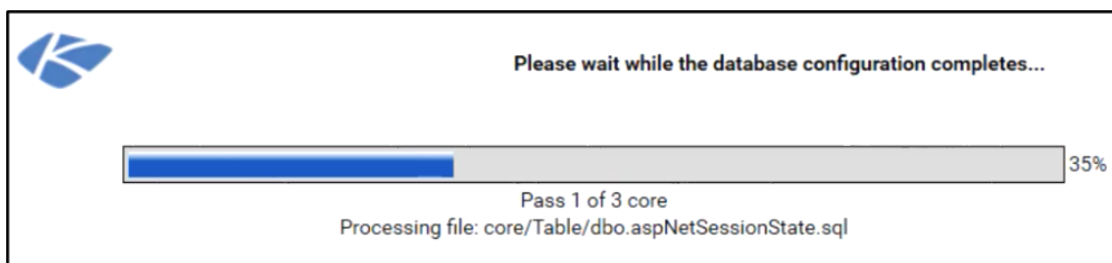 Please wait while the database configuration completes...
35%
Pass 1 of 3 core
Processing file: core/Table/dbo.aspNetSessionState.sql